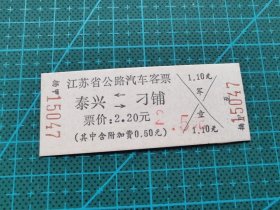 江苏省公路汽车客票
泰兴 ⇄ 刁铺
票价:2.20元
(其中含附加费0.60元)
15047
1.10元
军
童
1.10元
15047